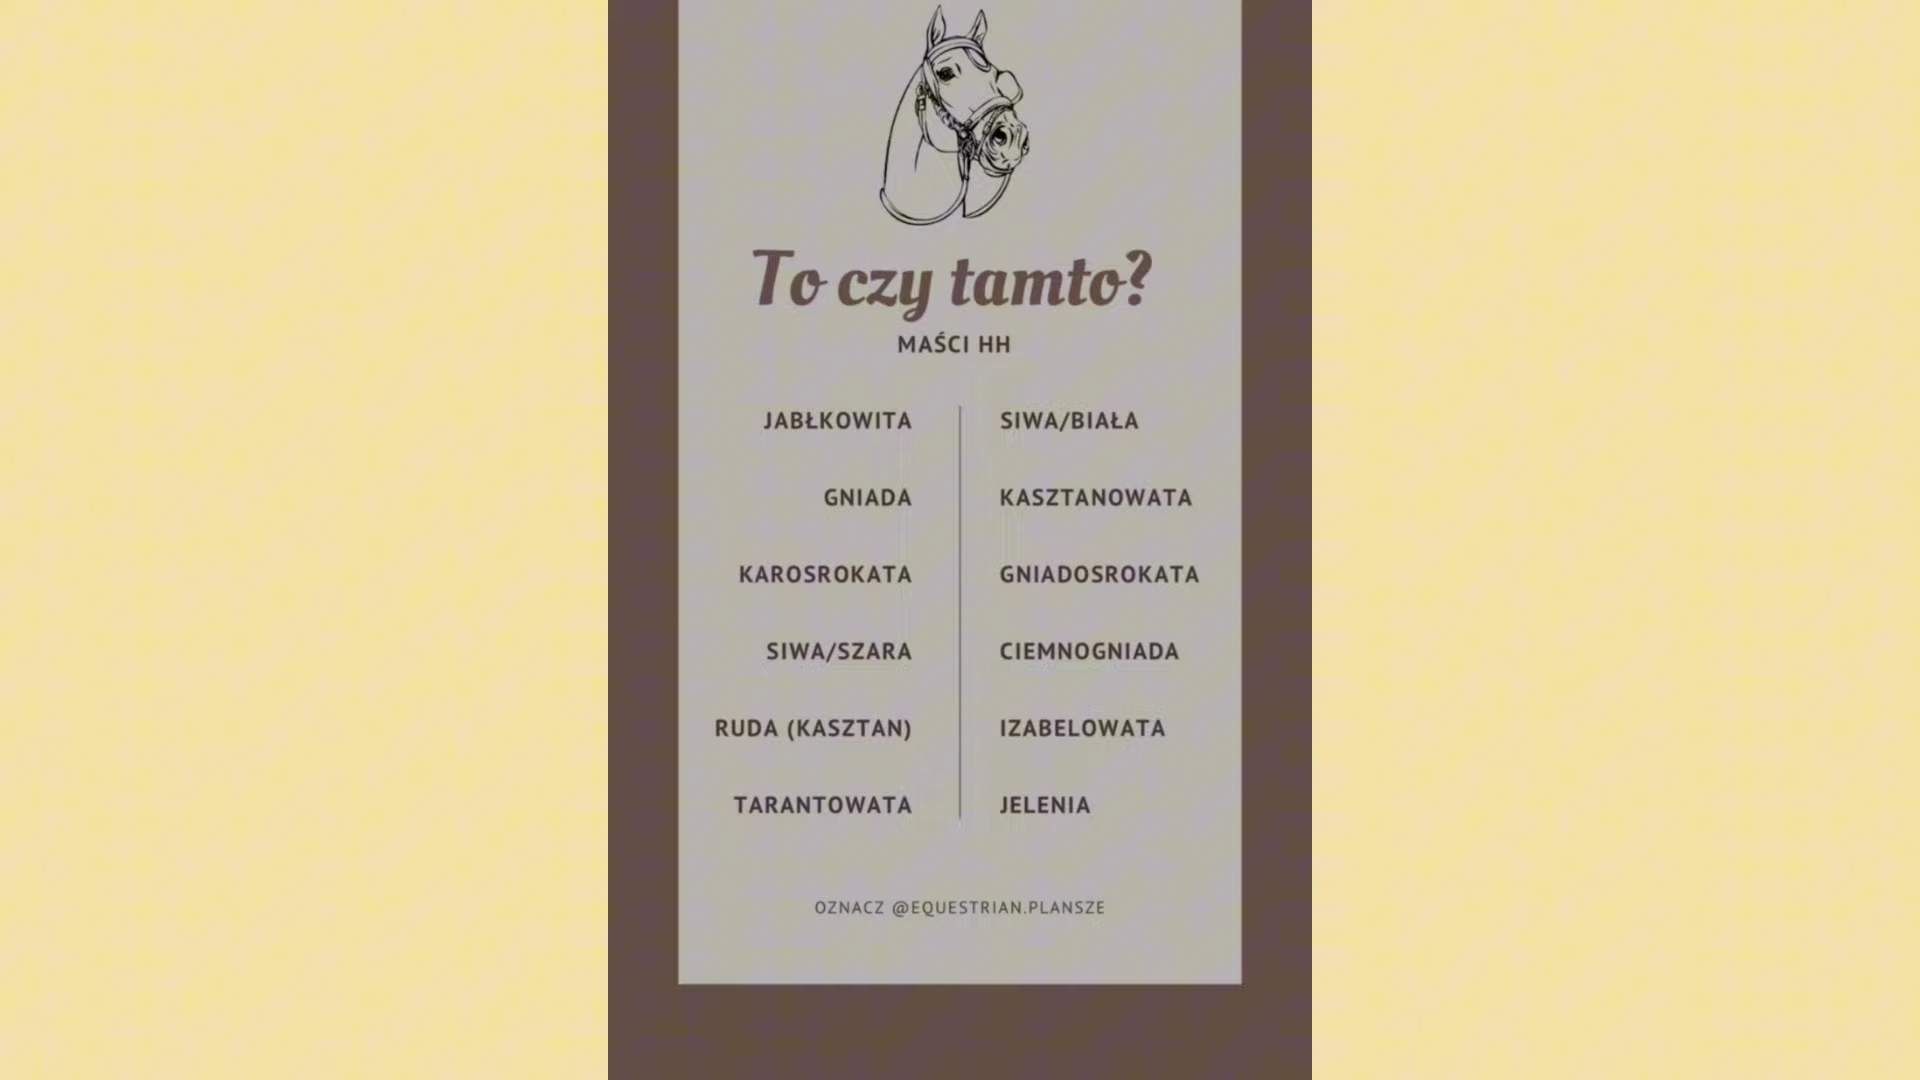 To czy tamto?
MAŚCI HH
JABŁKOWITA SIWA/BIAŁA
GNIADA KASZTANOWATA
KAROSROKATA GNIADOSROKATA
SIWA/SZARA CIEMNOGNIADA
RUDA (KASZTAN) IZABELOWATA
TARANTOWATA JELENIA
OZNACZ @EQUESTRIAN.PLANSZE